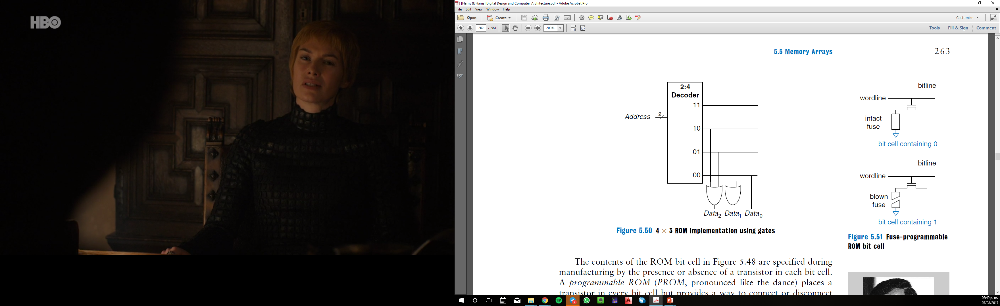 HBO
[Harris & Harris] Digital Design and Computer_Architecture.pdf - Adobe Acrobat Pro
File Edit View Window Help
Open Create Customize
262 / 561 200% Tools Fill & Sign Comment
5.5 Memory Arrays 263
2:4
Decoder
11
Address 2
10
01
00
Data2 Data1 Data0
Figure 5.50 4 × 3 ROM implementation using gates
bitline
wordline
intact
fuse
bit cell containing 0
bitline
wordline
blown
fuse
bit cell containing 1
Figure 5.51 Fuse-programmable
ROM bit cell
The contents of the ROM bit cell in Figure 5.48 are specified during
manufacturing by the presence or absence of a transistor in each bit cell.
A programmable ROM (PROM, pronounced like the dance) places a
transistor in every bit cell but provides a way to connect or disconnect
7
06:49 p. m.
07/08/2017